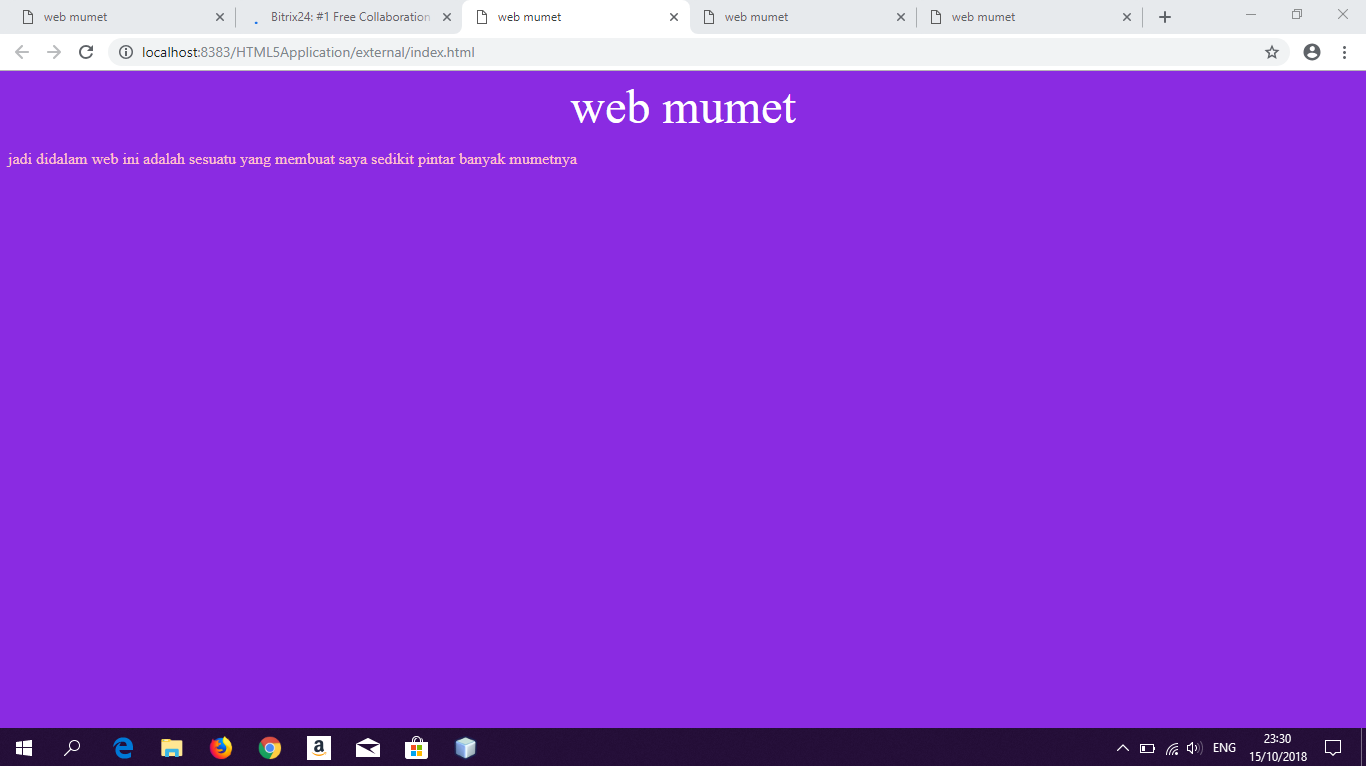 web mumet
Bitrix24: #1 Free Collaboration
web mumet
web mumet
web mumet
localhost:8383/HTML5Application/external/index.html
web mumet
jadi didalam web ini adalah sesuatu yang membuat saya sedikit pintar banyak mumetnya
a
ENG
23:30
15/10/2018